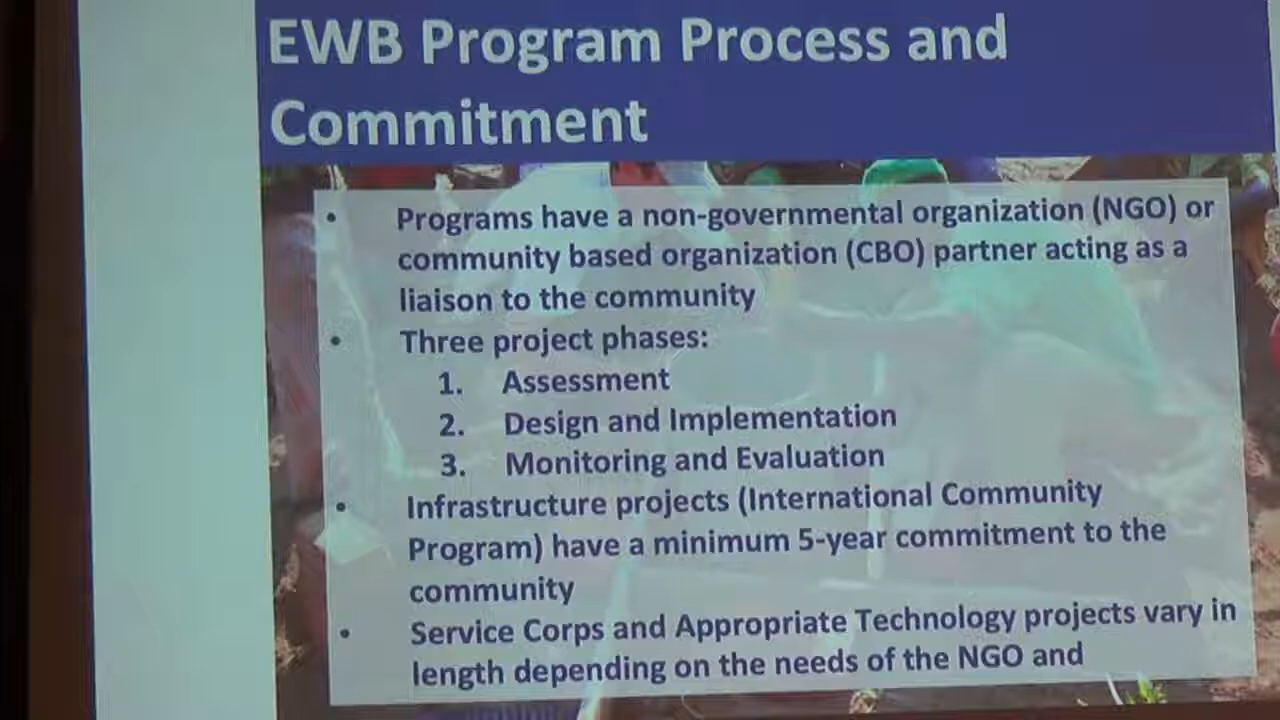 EWB Program Process and
Commitment
• Programs have a non-governmental organization (NGO) or
community based organization (CBO) partner acting as a
liaison to the community
• Three project phases:
1. Assessment
2. Design and Implementation
3. Monitoring and Evaluation
• Infrastructure projects (International Community
Program) have a minimum 5-year commitment to the
community
• Service Corps and Appropriate Technology projects vary in
length depending on the needs of the NGO and